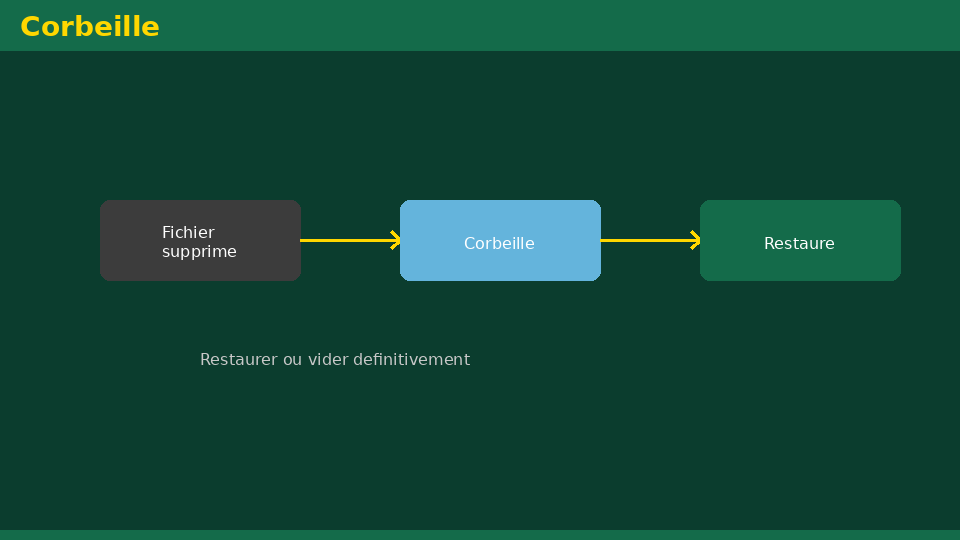 Corbeille
Fichier
supprime
Corbeille
Restaure
Restaurer ou vider definitivement